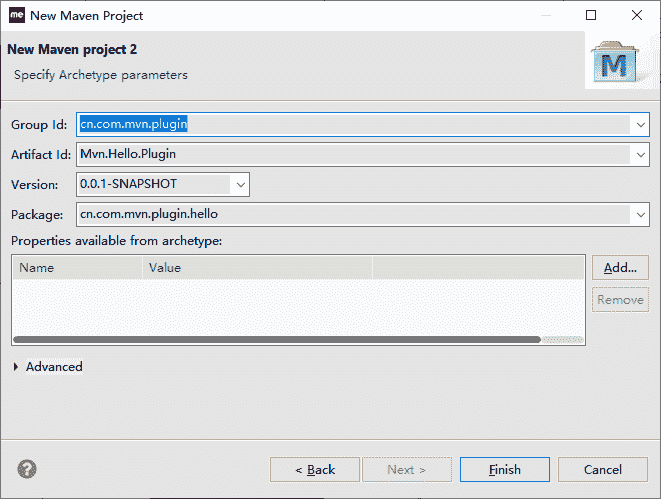 me New Maven Project
New Maven project 2
Specify Archetype parameters
M
Group Id: cn.com.mvn.plugin
Artifact Id: Mvn.Hello.Plugin
Version: 0.0.1-SNAPSHOT
Package: cn.com.mvn.plugin.hello
Properties available from archetype:
Name Value
Add...
Remove
Advanced
? < Back Next > Finish Cancel